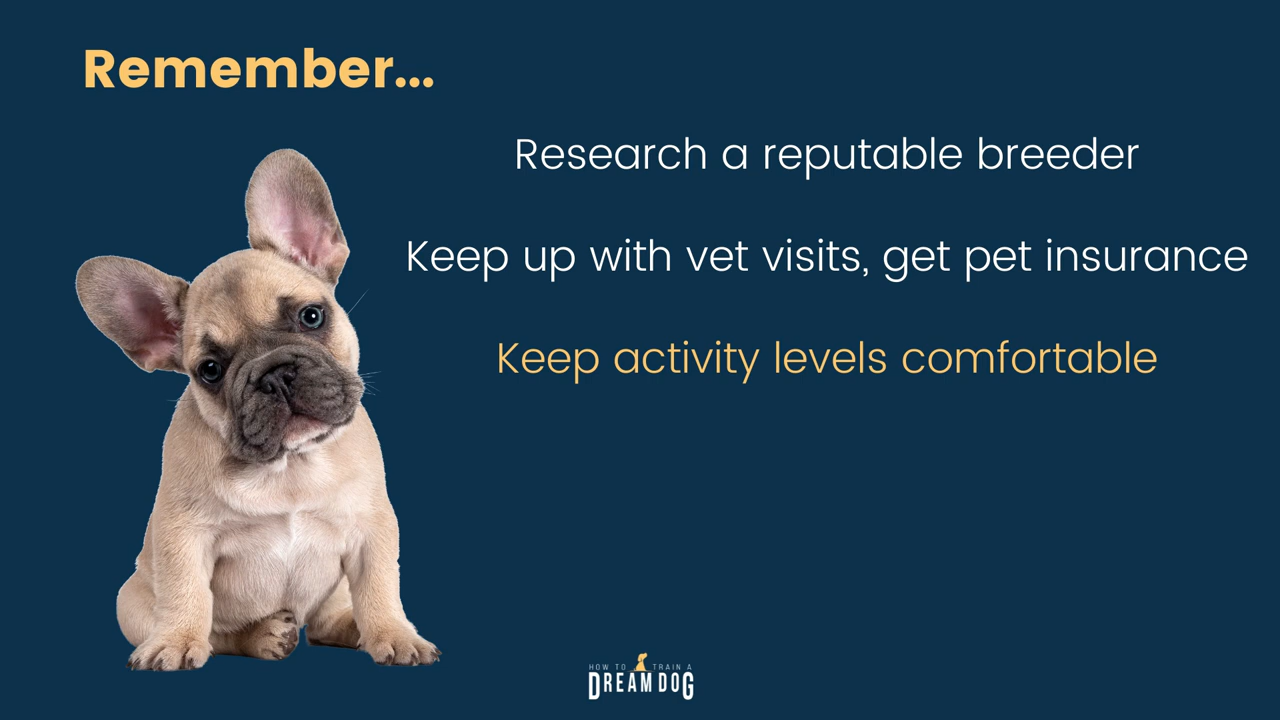 Remember...
Research a reputable breeder
Keep up with vet visits, get pet insurance
Keep activity levels comfortable
HOW TO TRAIN A
DREAM DOG